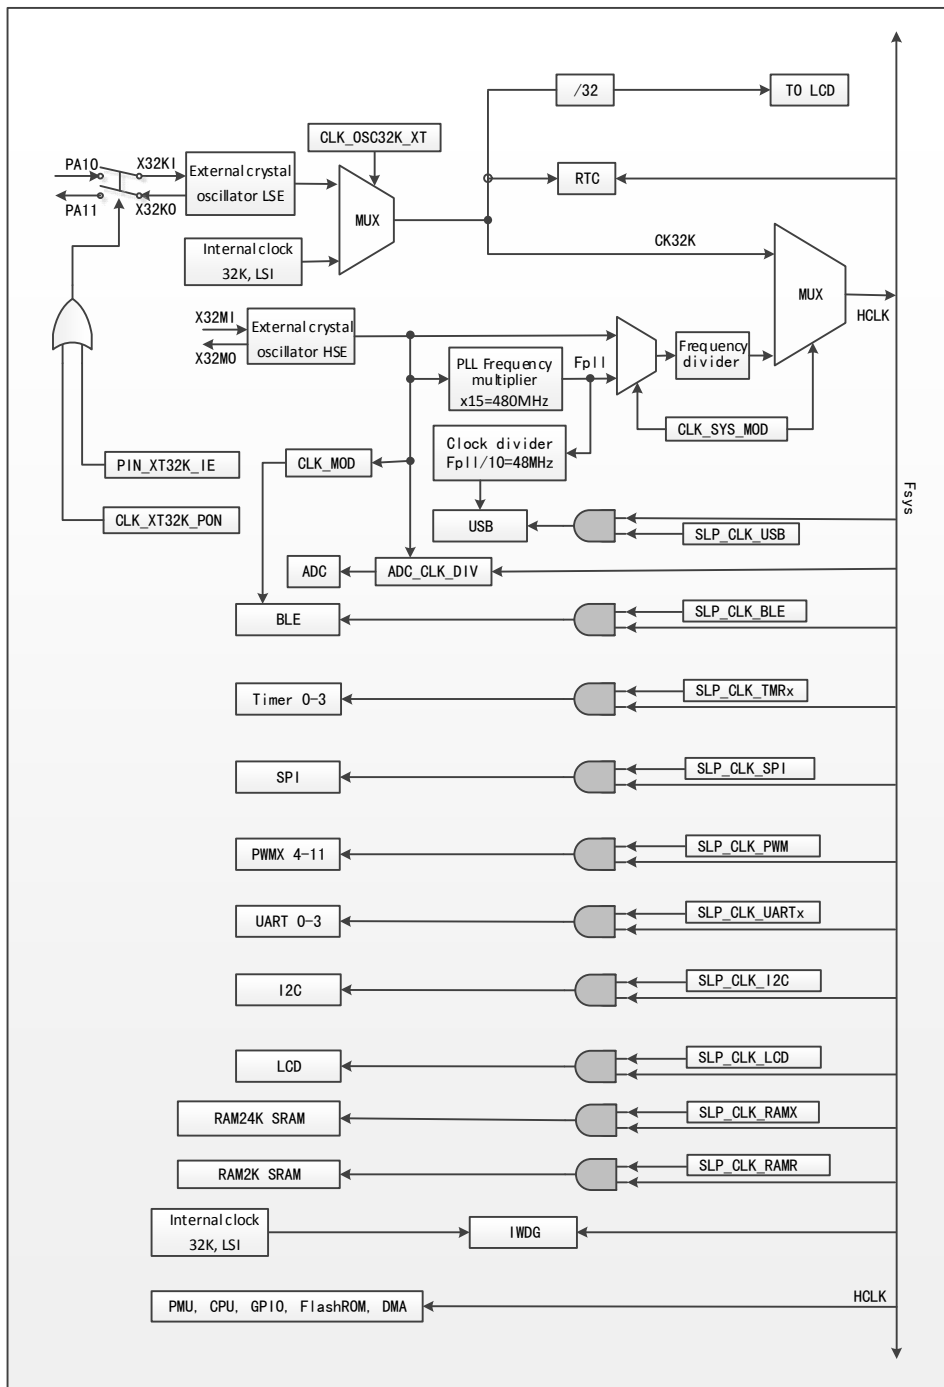 /32
TO LCD
CLK_OSC32K_XT
PA10
X32KI
External crystal
oscillator LSE
RTC
PA11
X32KO
MUX
Internal clock
32K, LSI
CK32K
MUX
HCLK
X32MI
External crystal
oscillator HSE
X32MO
PLL Frequency
multiplier
x15=480MHz
Fpll
Frequency
divider
CLK_SYS_MOD
Clock divider
Fpll/10=48MHz
CLK_MOD
PIN_XT32K_IE
Fsys
CLK_XT32K_PON
USB
SLP_CLK_USB
ADC
ADC_CLK_DIV
BLE
SLP_CLK_BLE
Timer 0-3
SLP_CLK_TMRx
SPI
SLP_CLK_SPI
PWMX 4-11
SLP_CLK_PWM
UART 0-3
SLP_CLK_UARTx
I2C
SLP_CLK_I2C
LCD
SLP_CLK_LCD
RAM24K SRAM
SLP_CLK_RAMX
RAM2K SRAM
SLP_CLK_RAMR
Internal clock
32K, LSI
IWDG
PMU, CPU, GPIO, FlashROM, DMA
HCLK